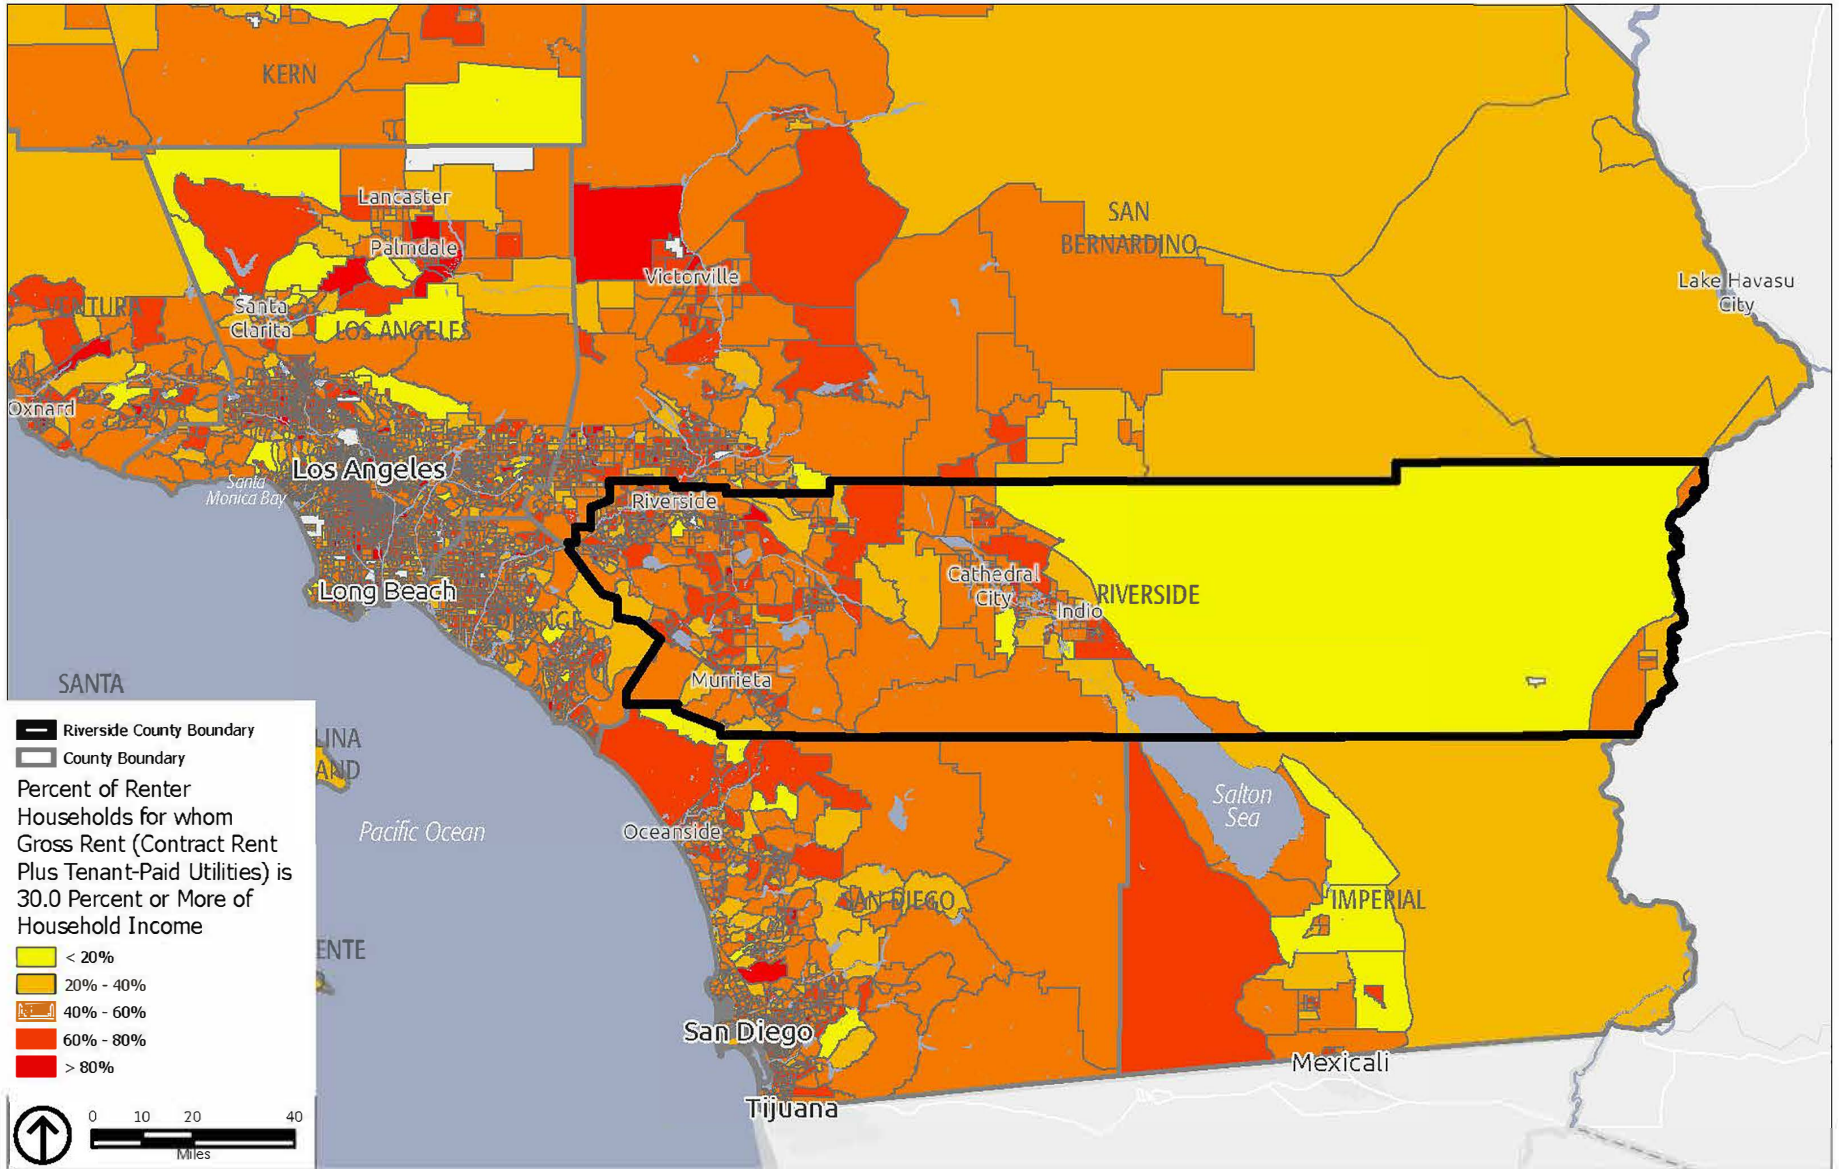 KERN
Lancaster
Palmdale
SAN
BERNARDINO
Victorville
Lake Havasu
City
VENTURA
Santa
Clarita
LOS ANGELES
Oxnard
Los Angeles
Santa
Monica Bay
Riverside
Long Beach
Cathedral
City
RIVERSIDE
Indio
ORANGE
Murrieta
SANTA
LINA
AND
Pacific Ocean
Oceanside
Salton
Sea
SAN DIEGO
IMPERIAL
ENTE
San Diego
Mexicali
Tijuana
Riverside County Boundary
County Boundary
Percent of Renter
Households for whom
Gross Rent (Contract Rent
Plus Tenant-Paid Utilities) is
30.0 Percent or More of
Household Income
< 20%
20% - 40%
40% - 60%
60% - 80%
> 80%
0 10 20 40
Miles